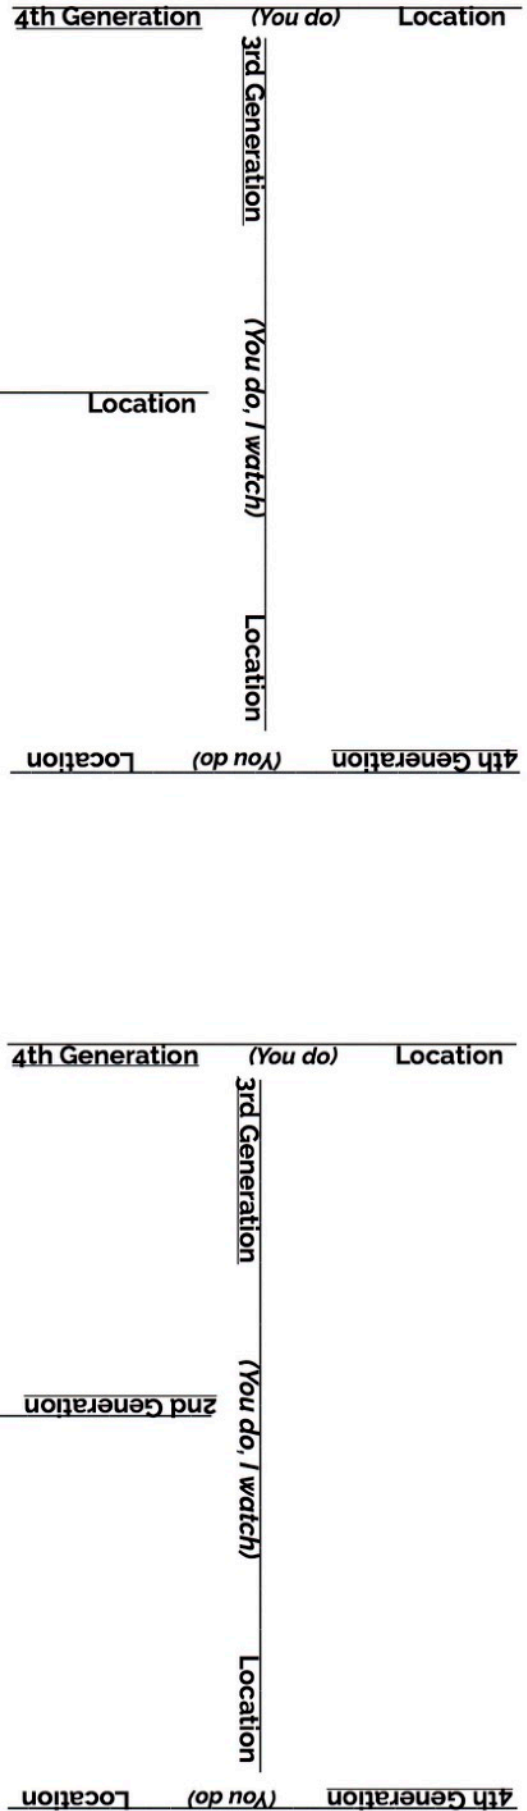 4th Generation (You do) Location
3rd Generation (You do, I watch) Location
Location
4th Generation (You do) Location
4th Generation (You do) Location
3rd Generation (You do, I watch) Location
2nd Generation
4th Generation (You do) Location